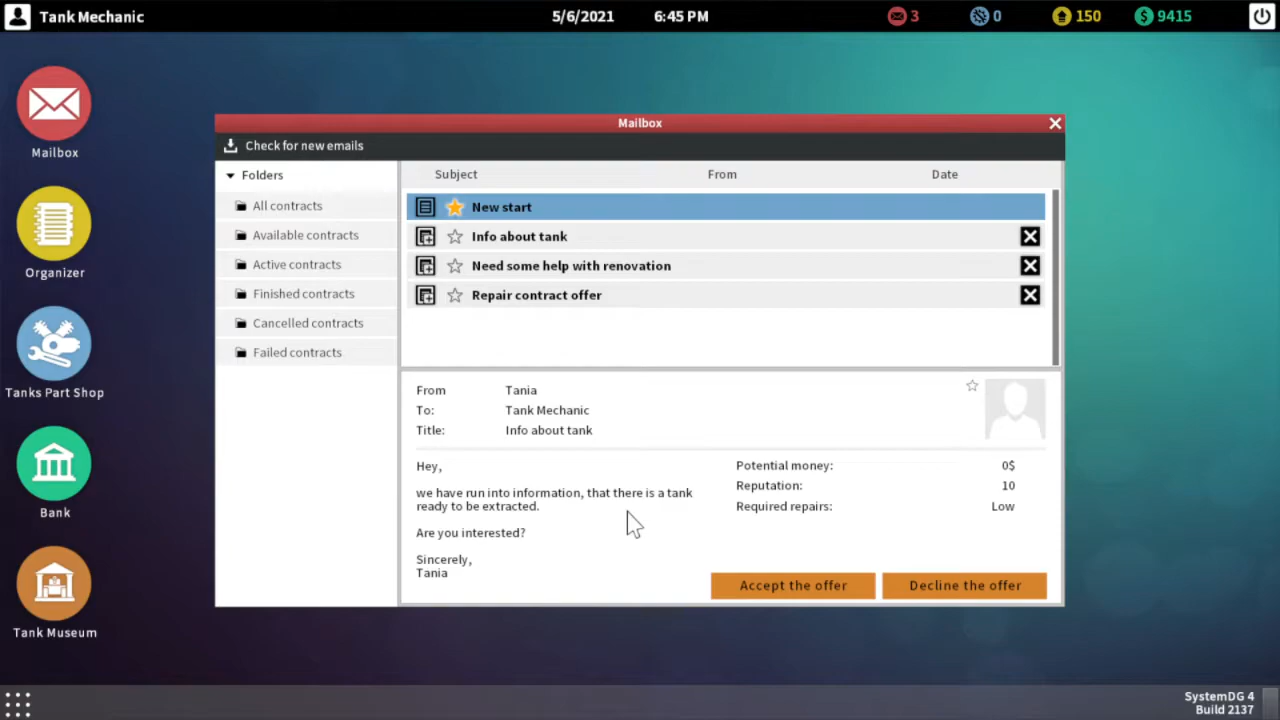 Tank Mechanic 5/6/2021 6:45 PM 3 0 150 $ 9415
Mailbox
Check for new emails
Folders
All contracts
Available contracts
Active contracts
Finished contracts
Cancelled contracts
Failed contracts
Subject From Date
New start
Info about tank
Need some help with renovation
Repair contract offer
From Tania
To: Tank Mechanic
Title: Info about tank
Hey,
we have run into information, that there is a tank
ready to be extracted.
Are you interested?
Sincerely,
Tania
Potential money: 0$
Reputation: 10
Required repairs: Low
Accept the offer Decline the offer
Mailbox
Organizer
Tanks Part Shop
Bank
Tank Museum
SystemDG 4
Build 2137